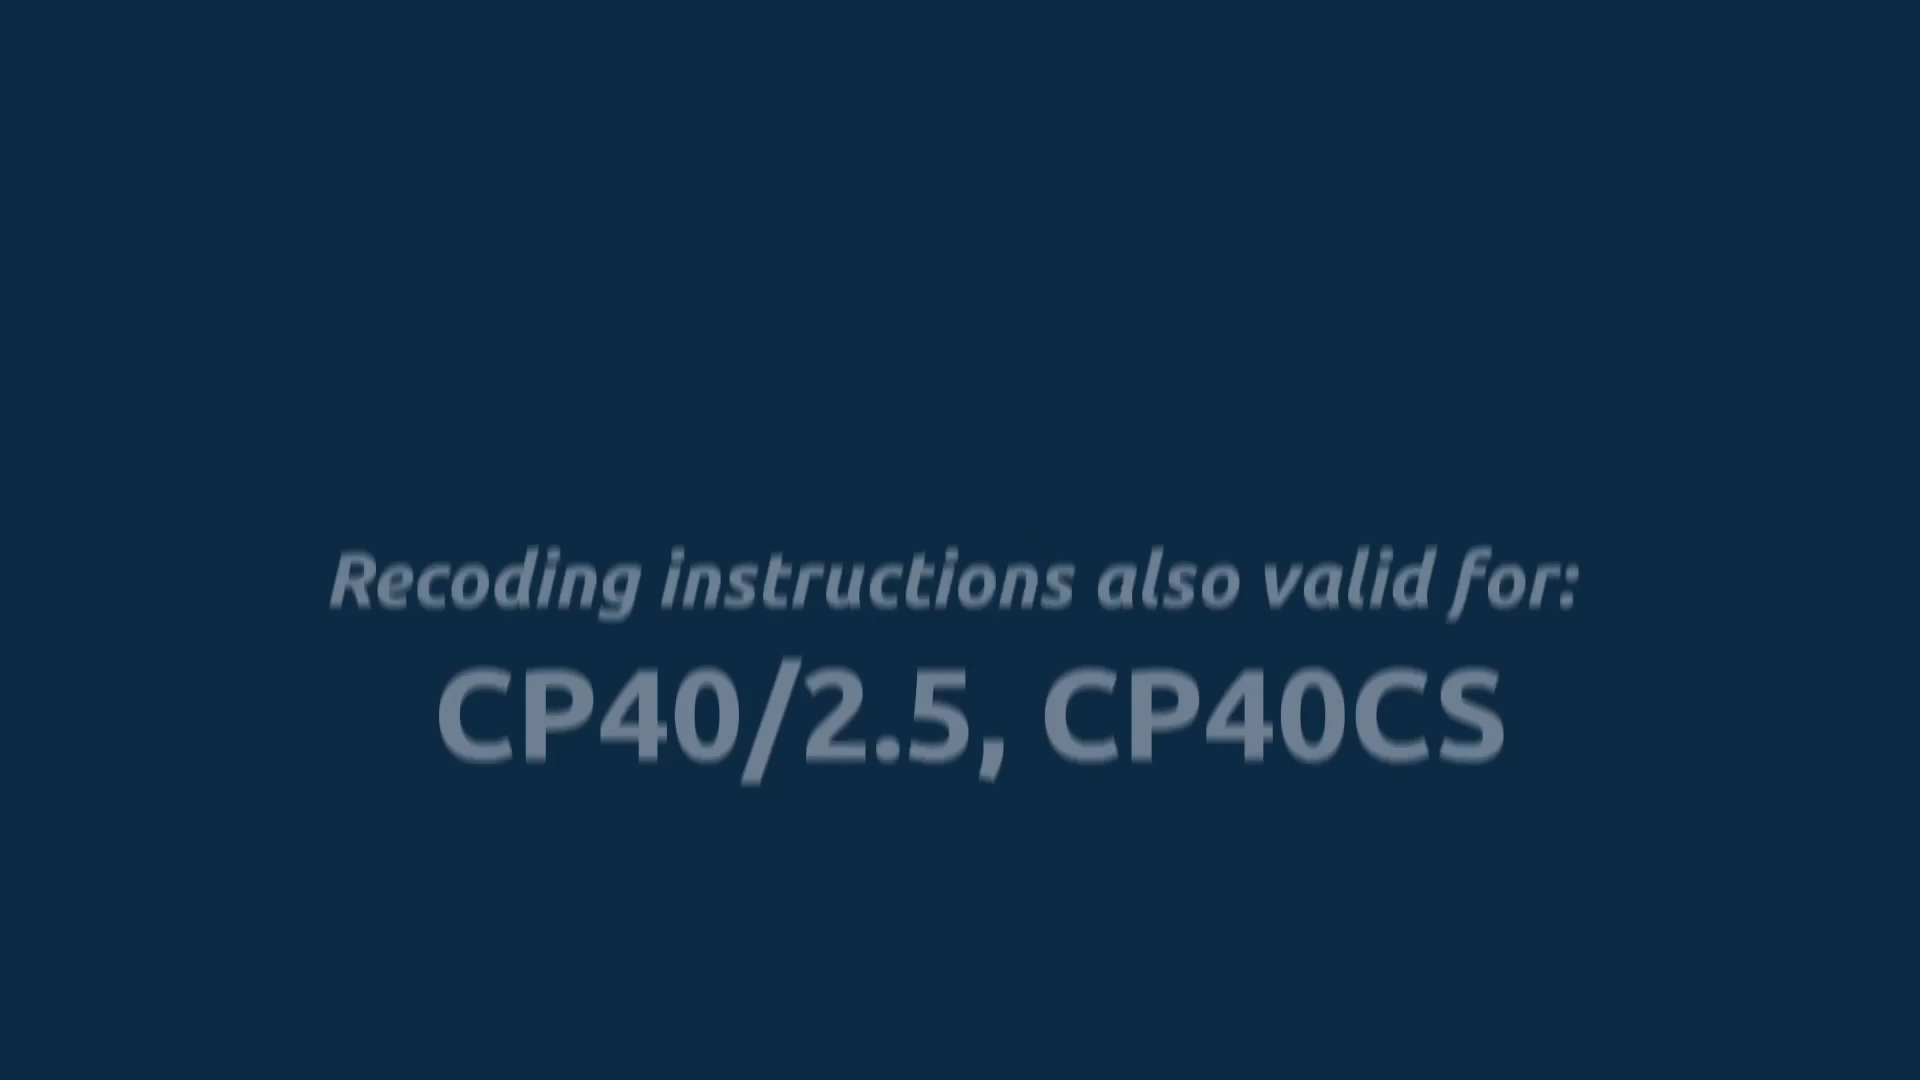 Recoding instructions also valid for:
CP40/2.5, CP40CS